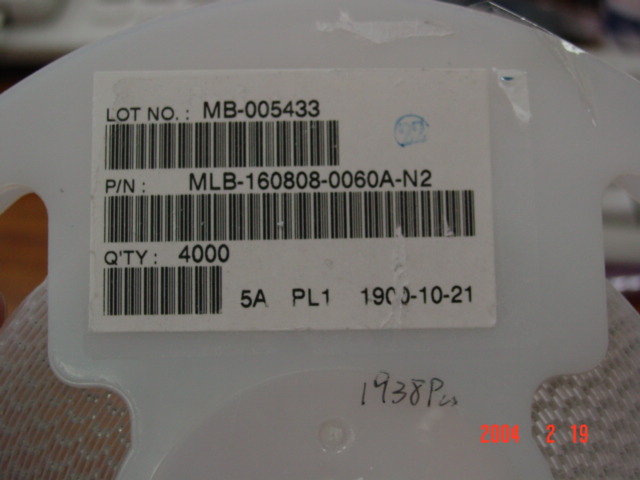 LOT NO. : MB-005433
22
P/N : MLB-160808-0060A-N2
Q'TY : 4000
5A PL1 1900-10-21
1938Pcs
2004 2 19